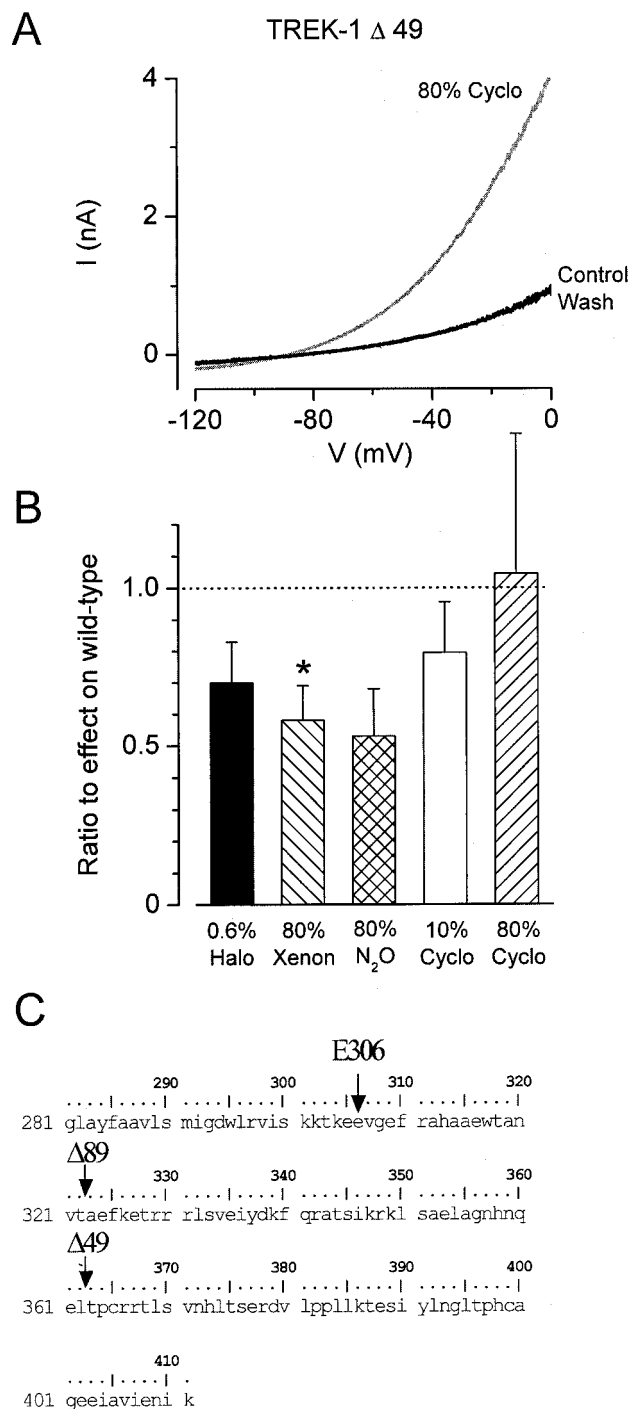 A
TREK-1 Δ 49
4
2
0
I (nA)
80% Cyclo
Control
Wash
-120
-80
-40
0
V (mV)
B
Ratio to effect on wild-type
1.0
0.5
0
*
0.6%
Halo
80%
Xenon
80%
N₂O
10%
Cyclo
80%
Cyclo
C
E306
290 300 310 320
281 glayfaavls migdwlrvis kktkeevgef rahaaewtan
Δ89
330 340 350 360
321 vtaefketrr rlsveiydkf qratsikrkl saelagnhnq
Δ49
370 380 390 400
361 eltpcrrtls vnhltserdv lppllktesi ylngltphca
410
401 geeiavieni k